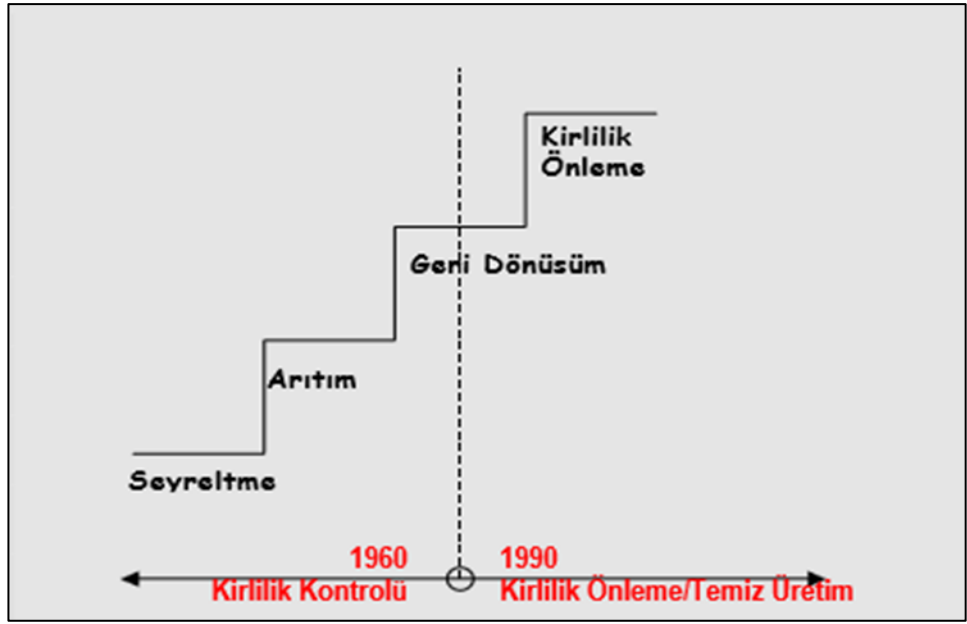 Kirlilik
Önleme
Geri Dönüsüm
Arıtım
Seyreltme
1960
Kirlilik Kontrolü
1990
Kirlilik Önleme/Temiz Üretim